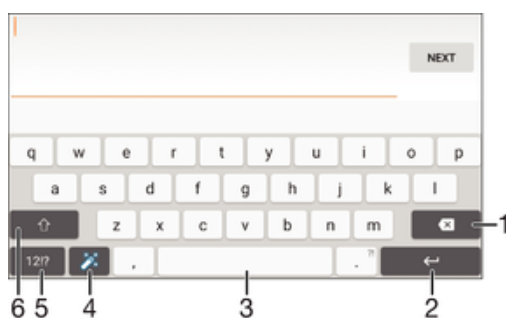 NEXT
q w e r t y u i o p
a s d f g h j k l
z x c v b n m 1
12!? , . ?!
6 5 4 3 2